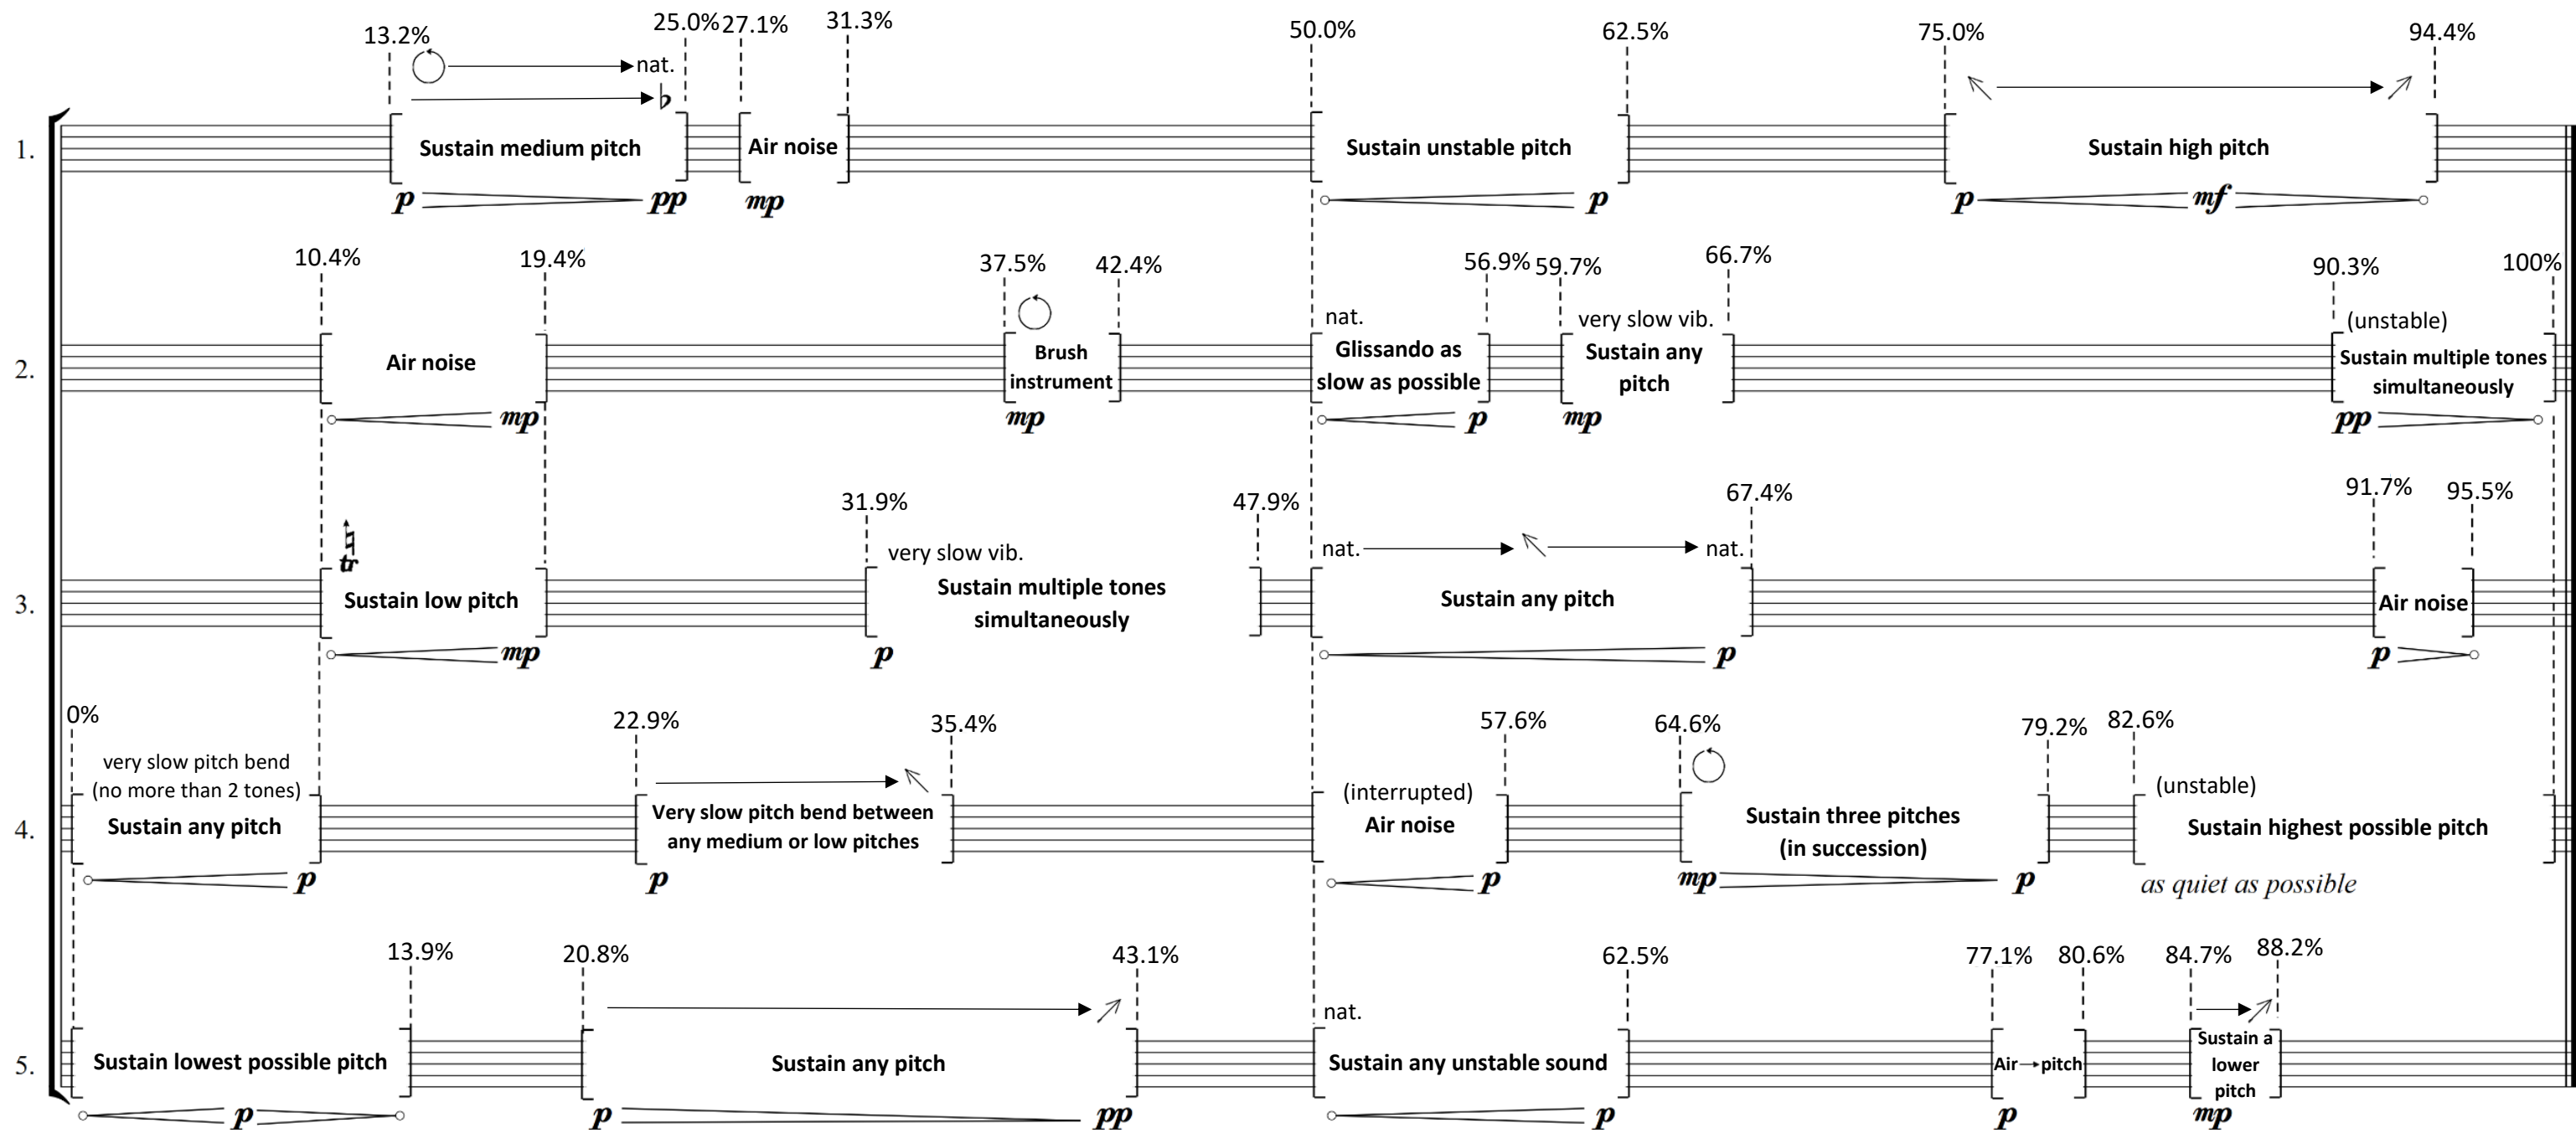 13.2% 25.0% 27.1% 31.3% 50.0% 62.5% 75.0% 94.4%
nat.
1. Sustain medium pitch Air noise Sustain unstable pitch Sustain high pitch
p pp mp p p mf
10.4% 19.4% 37.5% 42.4% 56.9% 59.7% 66.7% 90.3% 100%
nat. very slow vib. (unstable)
2. Air noise Brush Glissando as Sustain any Sustain multiple tones
instrument slow as possible pitch simultaneously
mp mp p mp pp
31.9% 47.9% 67.4% 91.7% 95.5%
tr very slow vib. nat. nat.
3. Sustain low pitch Sustain multiple tones Sustain any pitch Air noise
simultaneously
mp p p p
0% 22.9% 35.4% 57.6% 64.6% 79.2% 82.6%
very slow pitch bend (interrupted) (unstable)
(no more than 2 tones) Very slow pitch bend between Sustain three pitches
4. Sustain any pitch any medium or low pitches Air noise (in succession) Sustain highest possible pitch
p p p mp p as quiet as possible
13.9% 20.8% 43.1% 62.5% 77.1% 80.6% 84.7% 88.2%
nat.
Sustain a
5. Sustain lowest possible pitch Sustain any pitch Sustain any unstable sound Air→pitch lower
pitch
p p pp p p mp